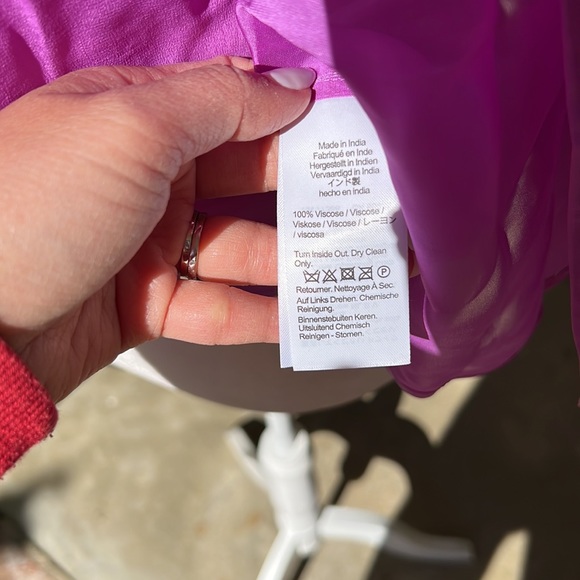 Made in India
Fabriqué en Inde
Hergestellt in Indien
Vervaardigd in India
インド製
hecho en india
100% Viscose / Viscose /
Viskose / Viscose / レーヨン
/ viscosa
Turn Inside Out. Dry Clean
Only.
P
Retourner. Nettoyage À Sec.
Auf Links Drehen. Chemische
Reinigung.
Binnenstebuiten Keren.
Uitsluitend Chemisch
Reinigen - Stomen.